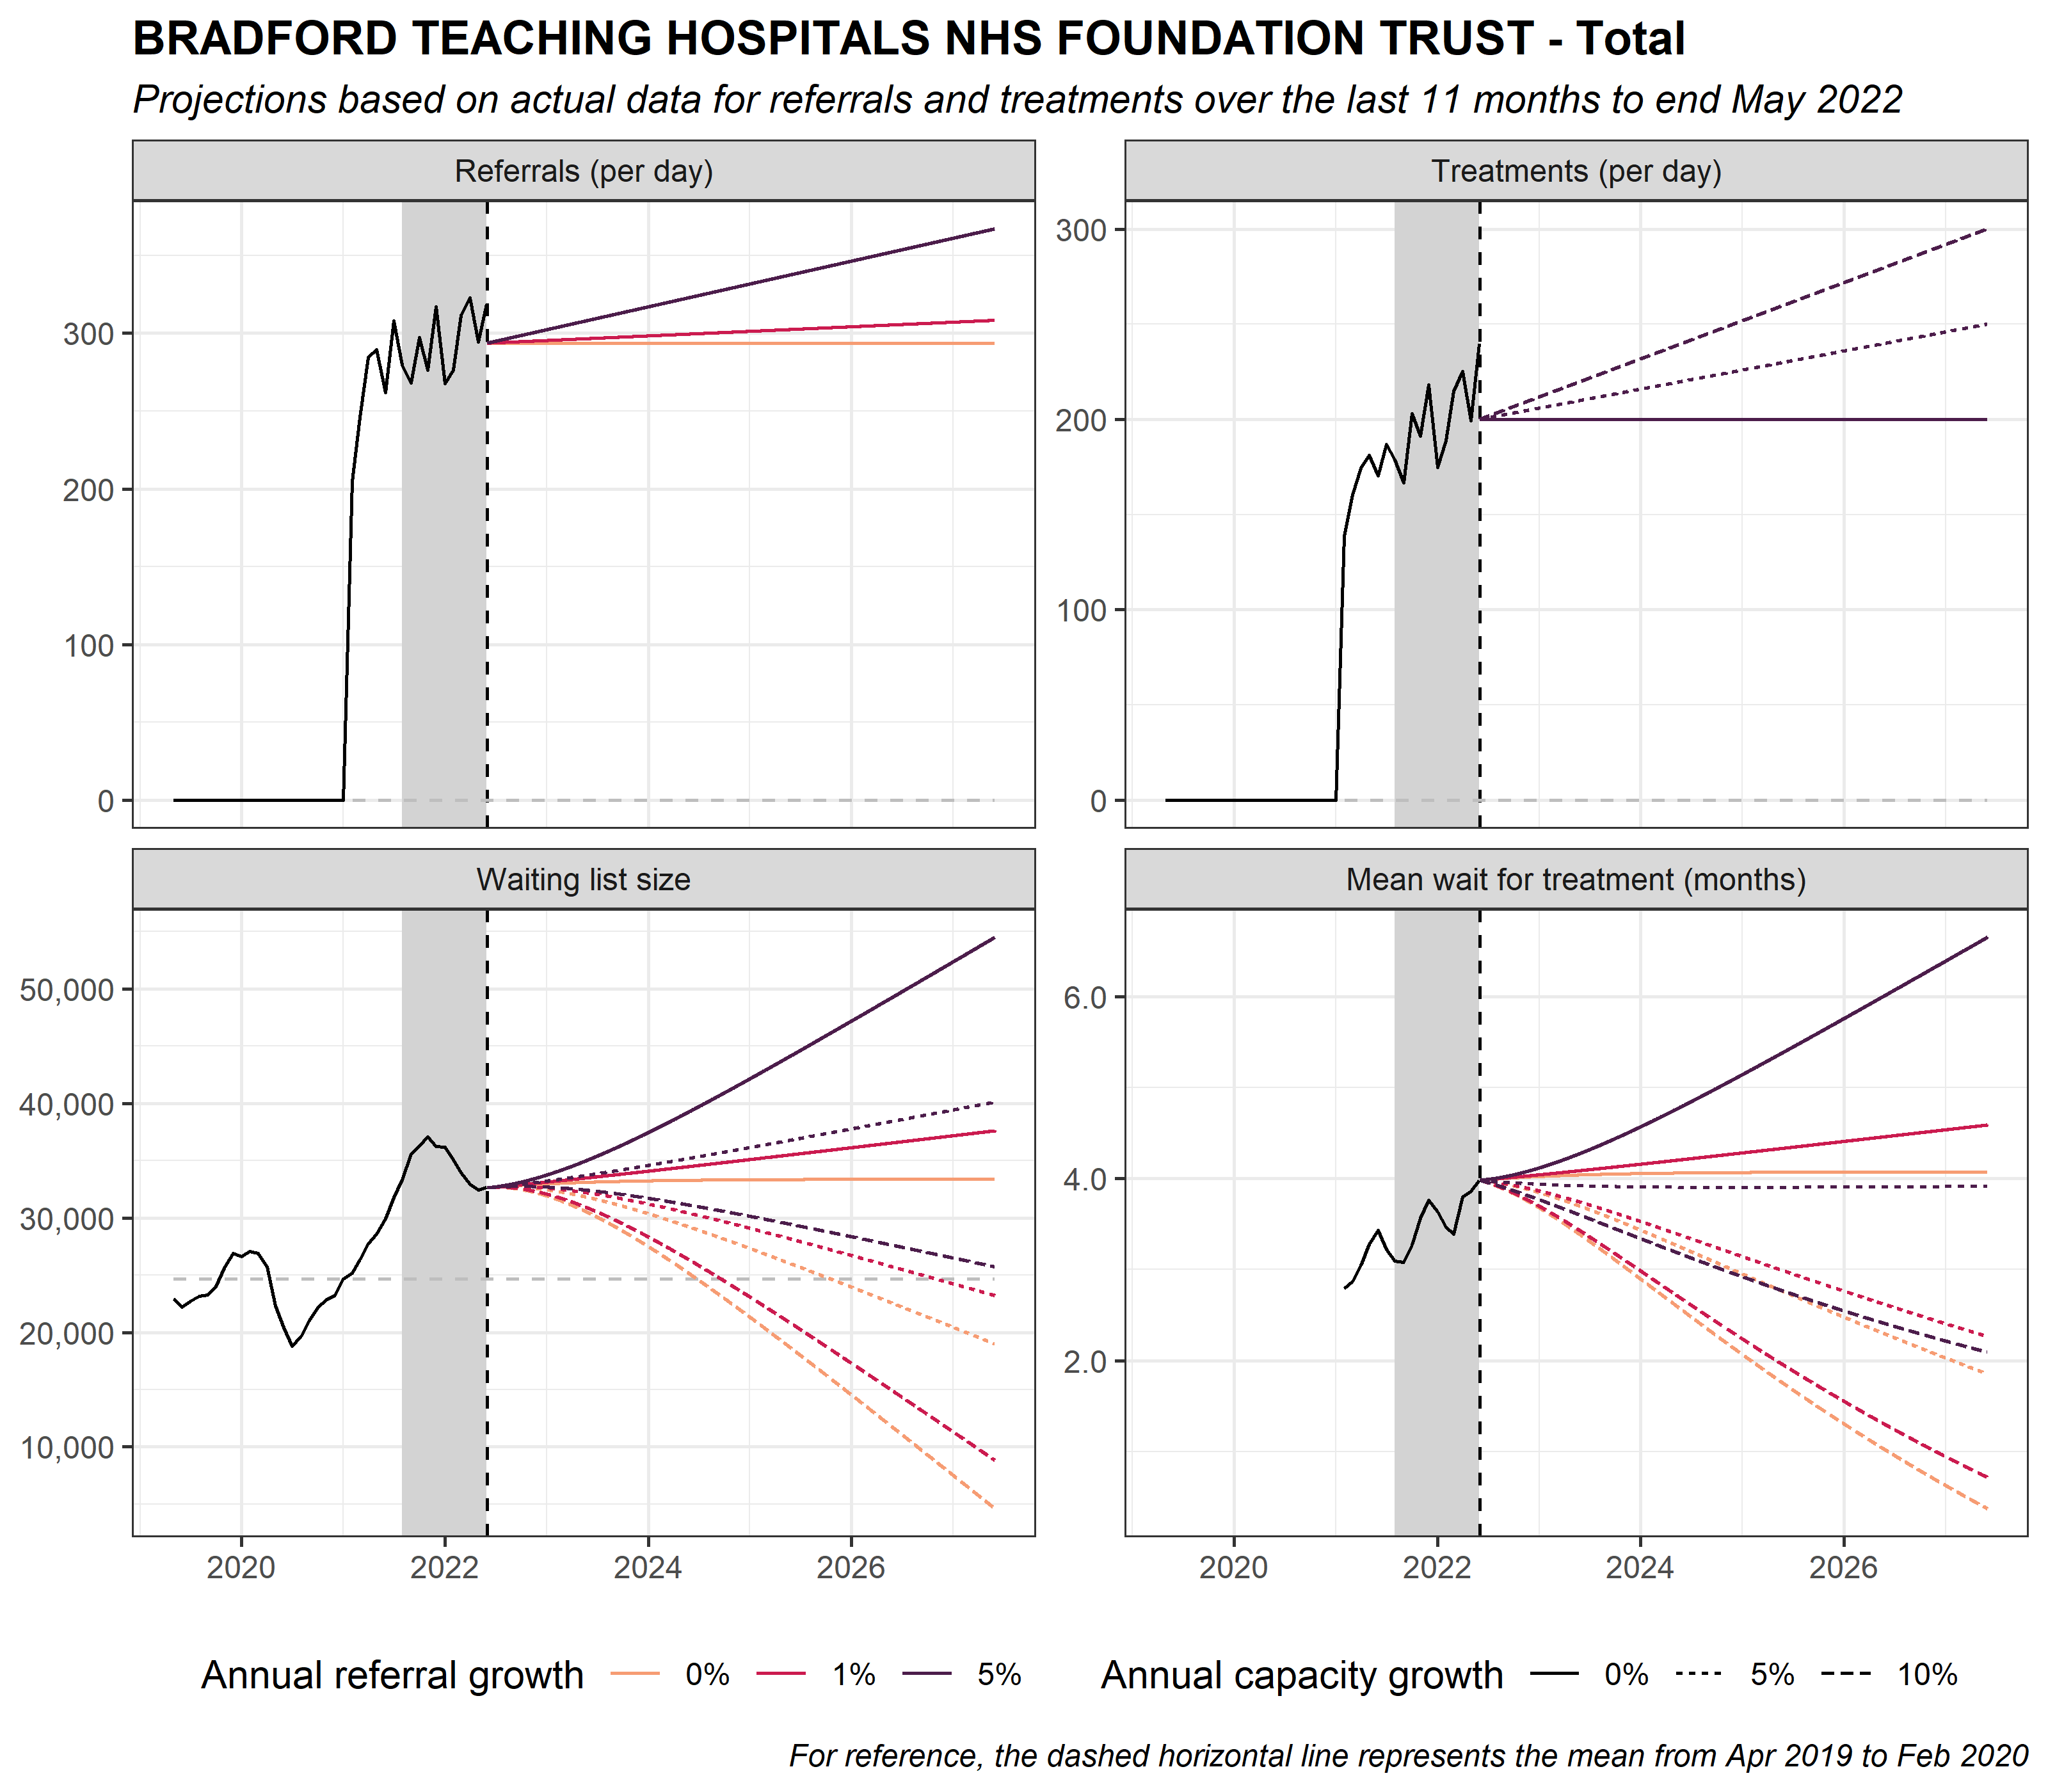 BRADFORD TEACHING HOSPITALS NHS FOUNDATION TRUST - Total
Projections based on actual data for referrals and treatments over the last 11 months to end May 2022
Referrals (per day)
300
200
100
0
Treatments (per day)
300
200
100
0
Waiting list size
50,000
40,000
30,000
20,000
10,000
2020 2022 2024 2026
Mean wait for treatment (months)
6.0
4.0
2.0
2020 2022 2024 2026
Annual referral growth 0% 1% 5%
Annual capacity growth 0% 5% 10%
For reference, the dashed horizontal line represents the mean from Apr 2019 to Feb 2020